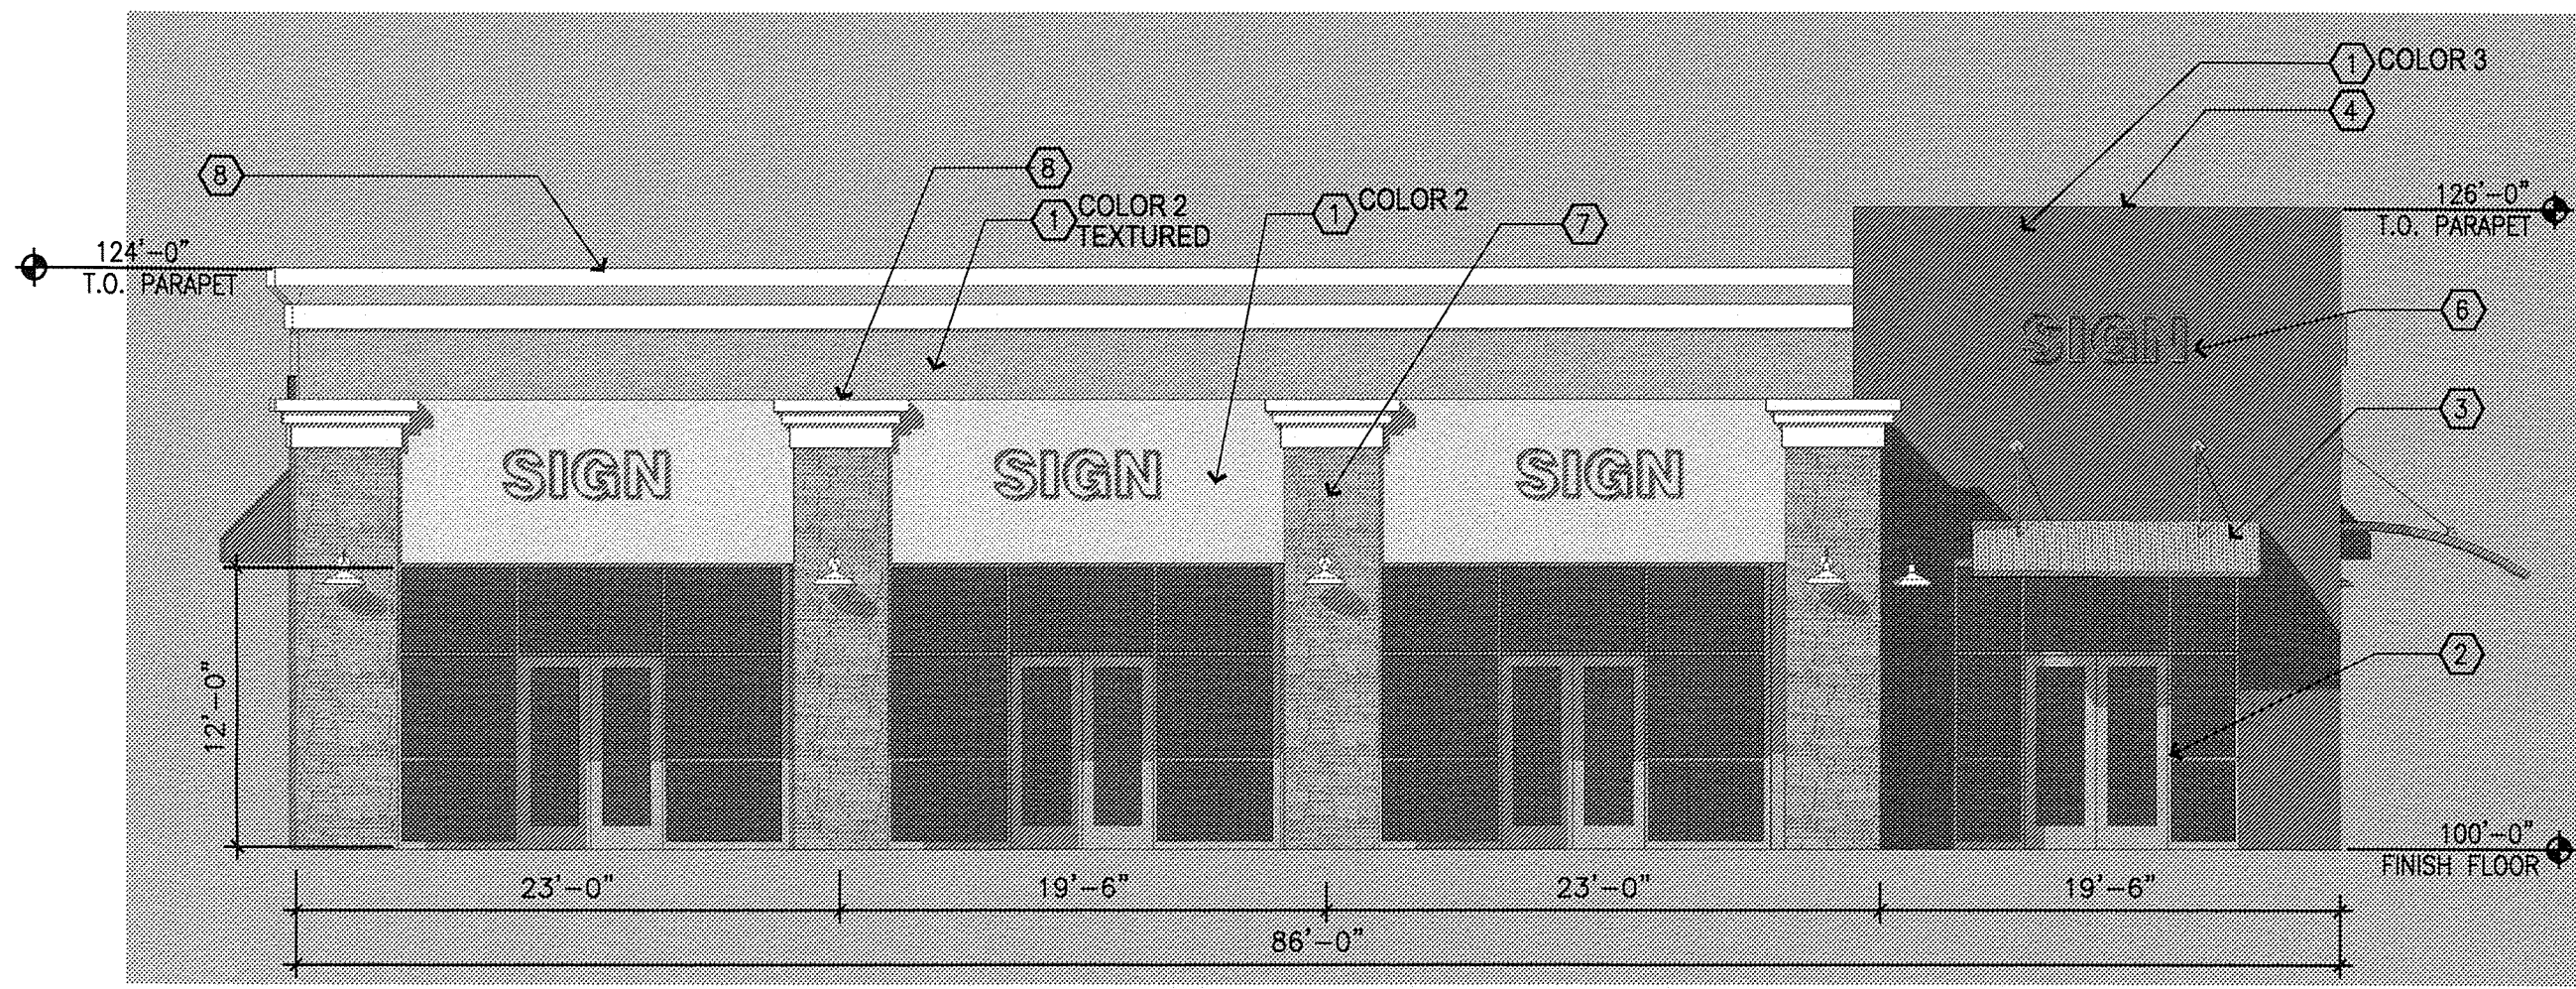 1 COLOR 3
4
8
8
126'-0"
T.O. PARAPET
1 COLOR 2
TEXTURED
1 COLOR 2
7
124'-0"
T.O. PARAPET
6
SIGN
3
SIGN
SIGN
SIGN
2
12'-0"
100'-0"
FINISH FLOOR
23'-0"
19'-6"
23'-0"
19'-6"
86'-0"